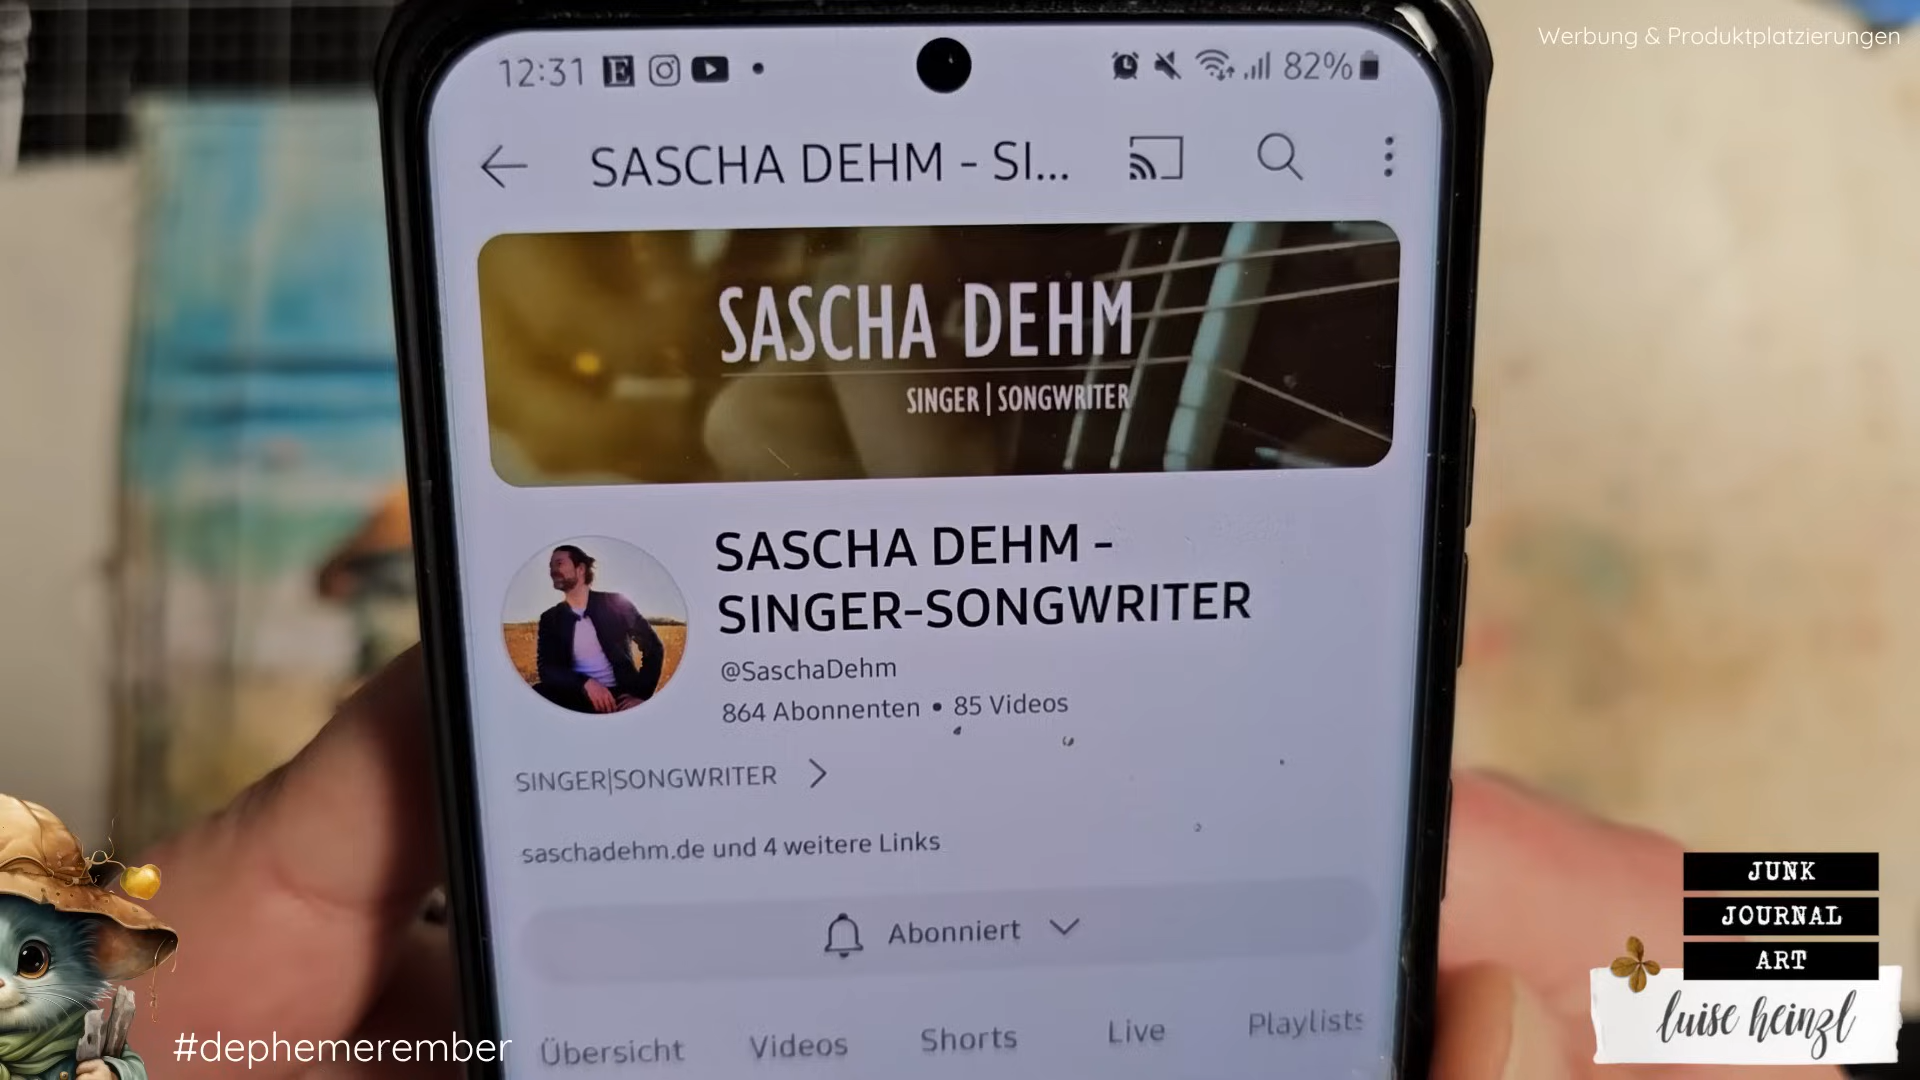 Werbung & Produktplatzierungen
12:31
82%
SASCHA DEHM - SI...
SASCHA DEHM
SINGER | SONGWRITER
SASCHA DEHM -
SINGER-SONGWRITER
@SaschaDehm
864 Abonnenten • 85 Videos
SINGER|SONGWRITER
saschadehm.de und 4 weitere Links
Abonniert
Übersicht Videos Shorts Live Playlists
#dephemerember
JUNK
JOURNAL
ART
luise heinzl